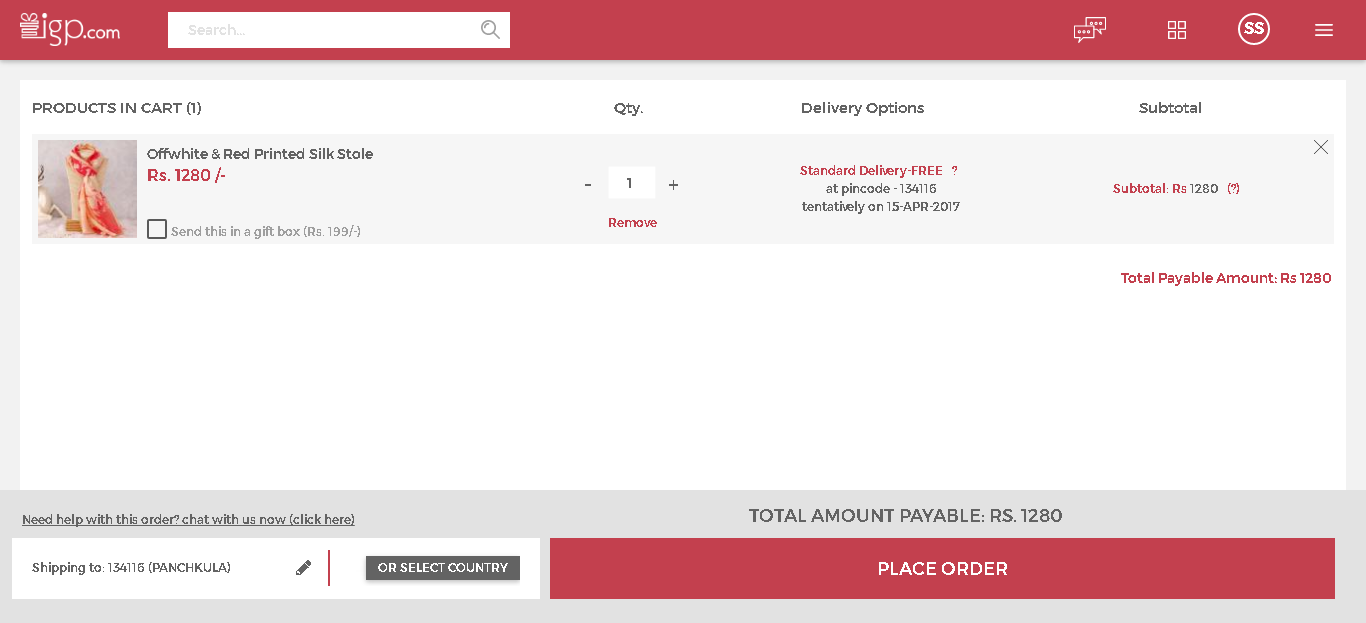 igp.com
Search...
SS
PRODUCTS IN CART (1)
Qty.
Delivery Options
Subtotal
Offwhite & Red Printed Silk Stole
Rs. 1280 /-
Send this in a gift box (Rs. 199/-)
- 1 +
Remove
Standard Delivery-FREE ?
at pincode - 134116
tentatively on 15-APR-2017
Subtotal: Rs 1280 (?)
Total Payable Amount: Rs 1280
Need help with this order? chat with us now (click here)
TOTAL AMOUNT PAYABLE: RS. 1280
Shipping to: 134116 (PANCHKULA)
OR SELECT COUNTRY
PLACE ORDER